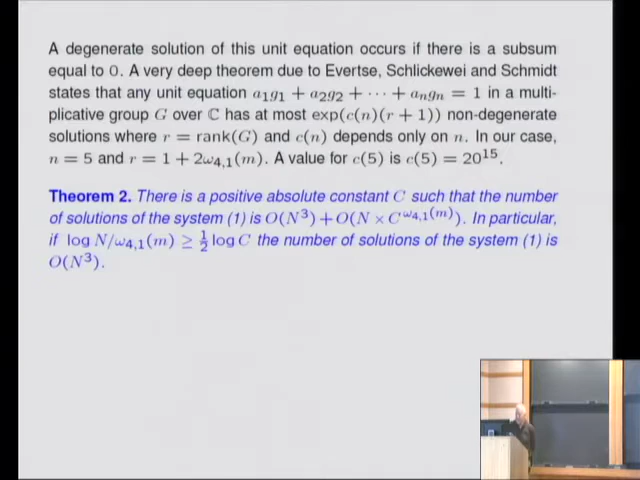 A degenerate solution of this unit equation occurs if there is a subsum
equal to 0. A very deep theorem due to Evertse, Schlickewei and Schmidt
states that any unit equation a₁g₁ + a₂g₂ + ⋯ + aₙgₙ = 1 in a multi-
plicative group G over ℂ has at most exp(c(n)(r + 1)) non-degenerate
solutions where r = rank(G) and c(n) depends only on n. In our case,
n = 5 and r = 1 + 2ω₄,₁(m). A value for c(5) is c(5) = 20¹⁵.
Theorem 2. There is a positive absolute constant C such that the number
of solutions of the system (1) is O(N³) + O(N × C^ω₄,₁(m)). In particular,
if log N/ω₄,₁(m) ≥ ½ log C the number of solutions of the system (1) is
O(N³).